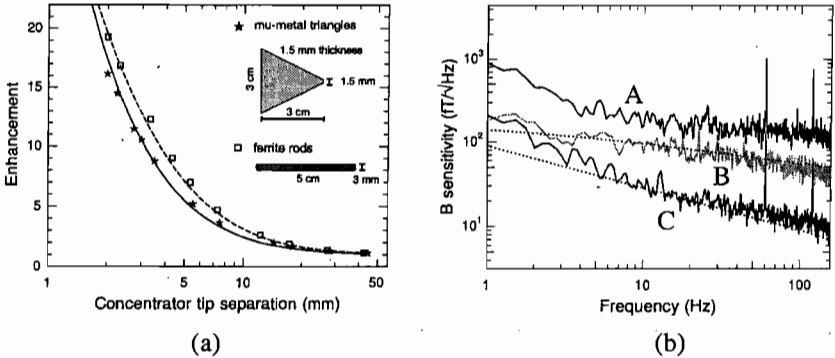 20
15
10
5
2
Enhancement
1
5
10
50
Concentrator tip separation (mm)
mu-metal triangles
1.5 mm thickness
3 cm
1.5 mm
3 cm
ferrite rods
5 cm
3 mm
(a)
10³
10²
10¹
B sensitivity (fT/√Hz)
A
B
C
1
10
100
Frequency (Hz)
(b)